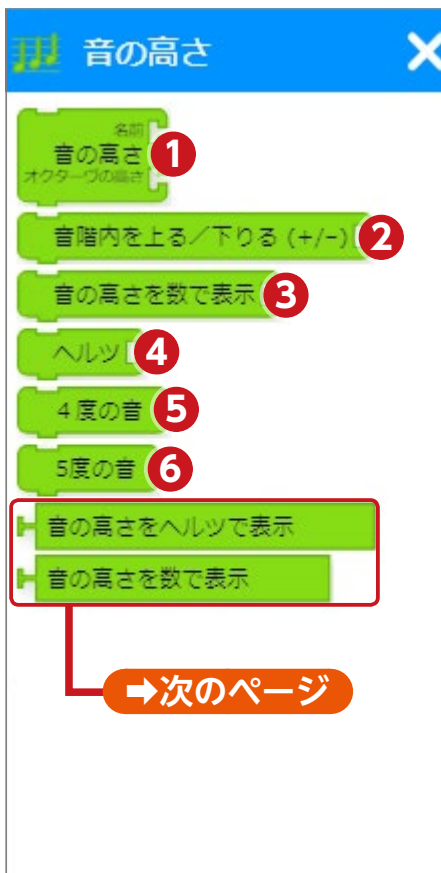 音の高さ
名前
音の高さ 1
オクターヴの高さ
音階内を上る／下りる (+/-) 2
音の高さを数で表示 3
ヘルツ 4
4度の音 5
5度の音 6
音の高さをヘルツで表示
音の高さを数で表示
➡次のページ